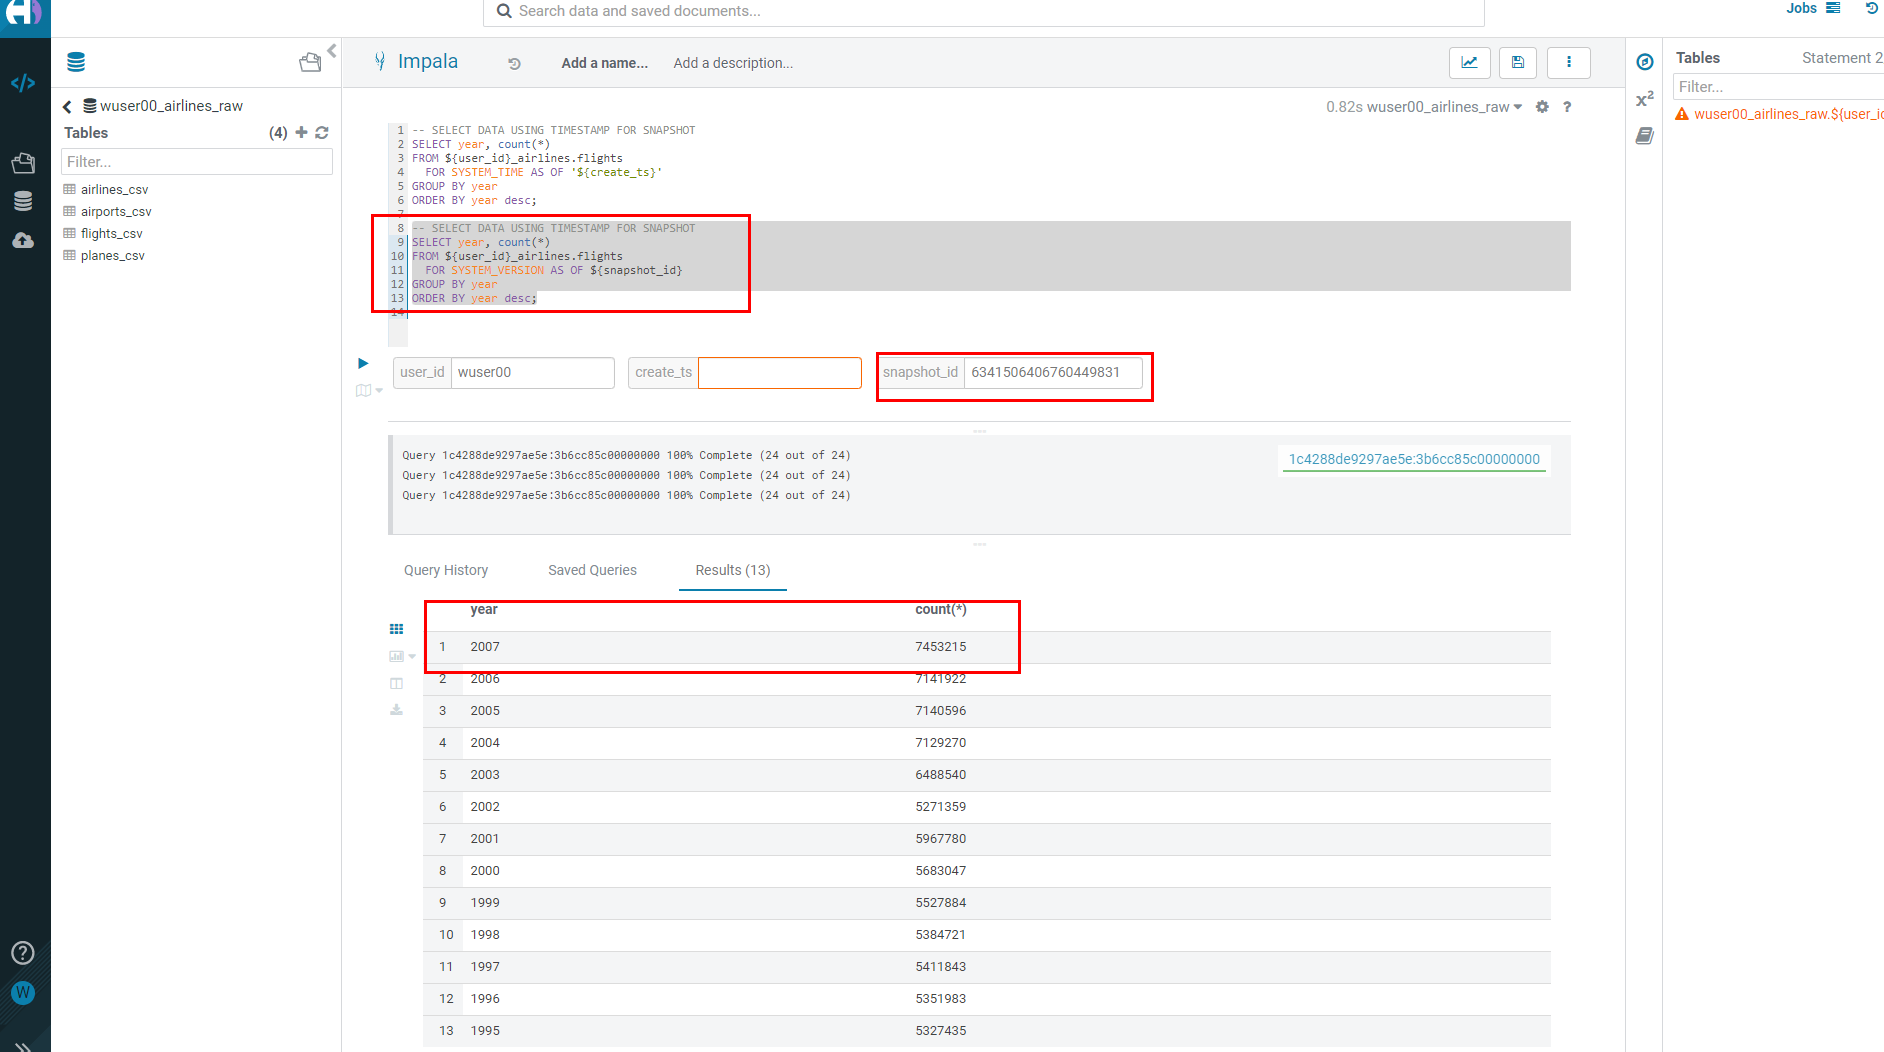 Search data and saved documents...
Jobs
wuser00_airlines_raw
Tables (4)
Filter...
airlines_csv
airports_csv
flights_csv
planes_csv
Impala Add a name... Add a description...
0.82s wuser00_airlines_raw ?
1 -- SELECT DATA USING TIMESTAMP FOR SNAPSHOT
2 SELECT year, count(*)
3 FROM ${user_id}_airlines.flights
4 FOR SYSTEM_TIME AS OF '${create_ts}'
5 GROUP BY year
6 ORDER BY year desc;
7
8 -- SELECT DATA USING TIMESTAMP FOR SNAPSHOT
9 SELECT year, count(*)
10 FROM ${user_id}_airlines.flights
11 FOR SYSTEM_VERSION AS OF ${snapshot_id}
12 GROUP BY year
13 ORDER BY year desc;
14
user_id wuser00 create_ts snapshot_id 6341506406760449831
Query 1c4288de9297ae5e:3b6cc85c00000000 100% Complete (24 out of 24)
Query 1c4288de9297ae5e:3b6cc85c00000000 100% Complete (24 out of 24)
Query 1c4288de9297ae5e:3b6cc85c00000000 100% Complete (24 out of 24)
1c4288de9297ae5e:3b6cc85c00000000
Query History Saved Queries Results (13)
year count(*)
1 2007 7453215
2 2006 7141922
3 2005 7140596
4 2004 7129270
5 2003 6488540
6 2002 5271359
7 2001 5967780
8 2000 5683047
9 1999 5527884
10 1998 5384721
11 1997 5411843
12 1996 5351983
13 1995 5327435
x²
Tables Statement 2
Filter...
wuser00_airlines_raw.${user_id
?
W